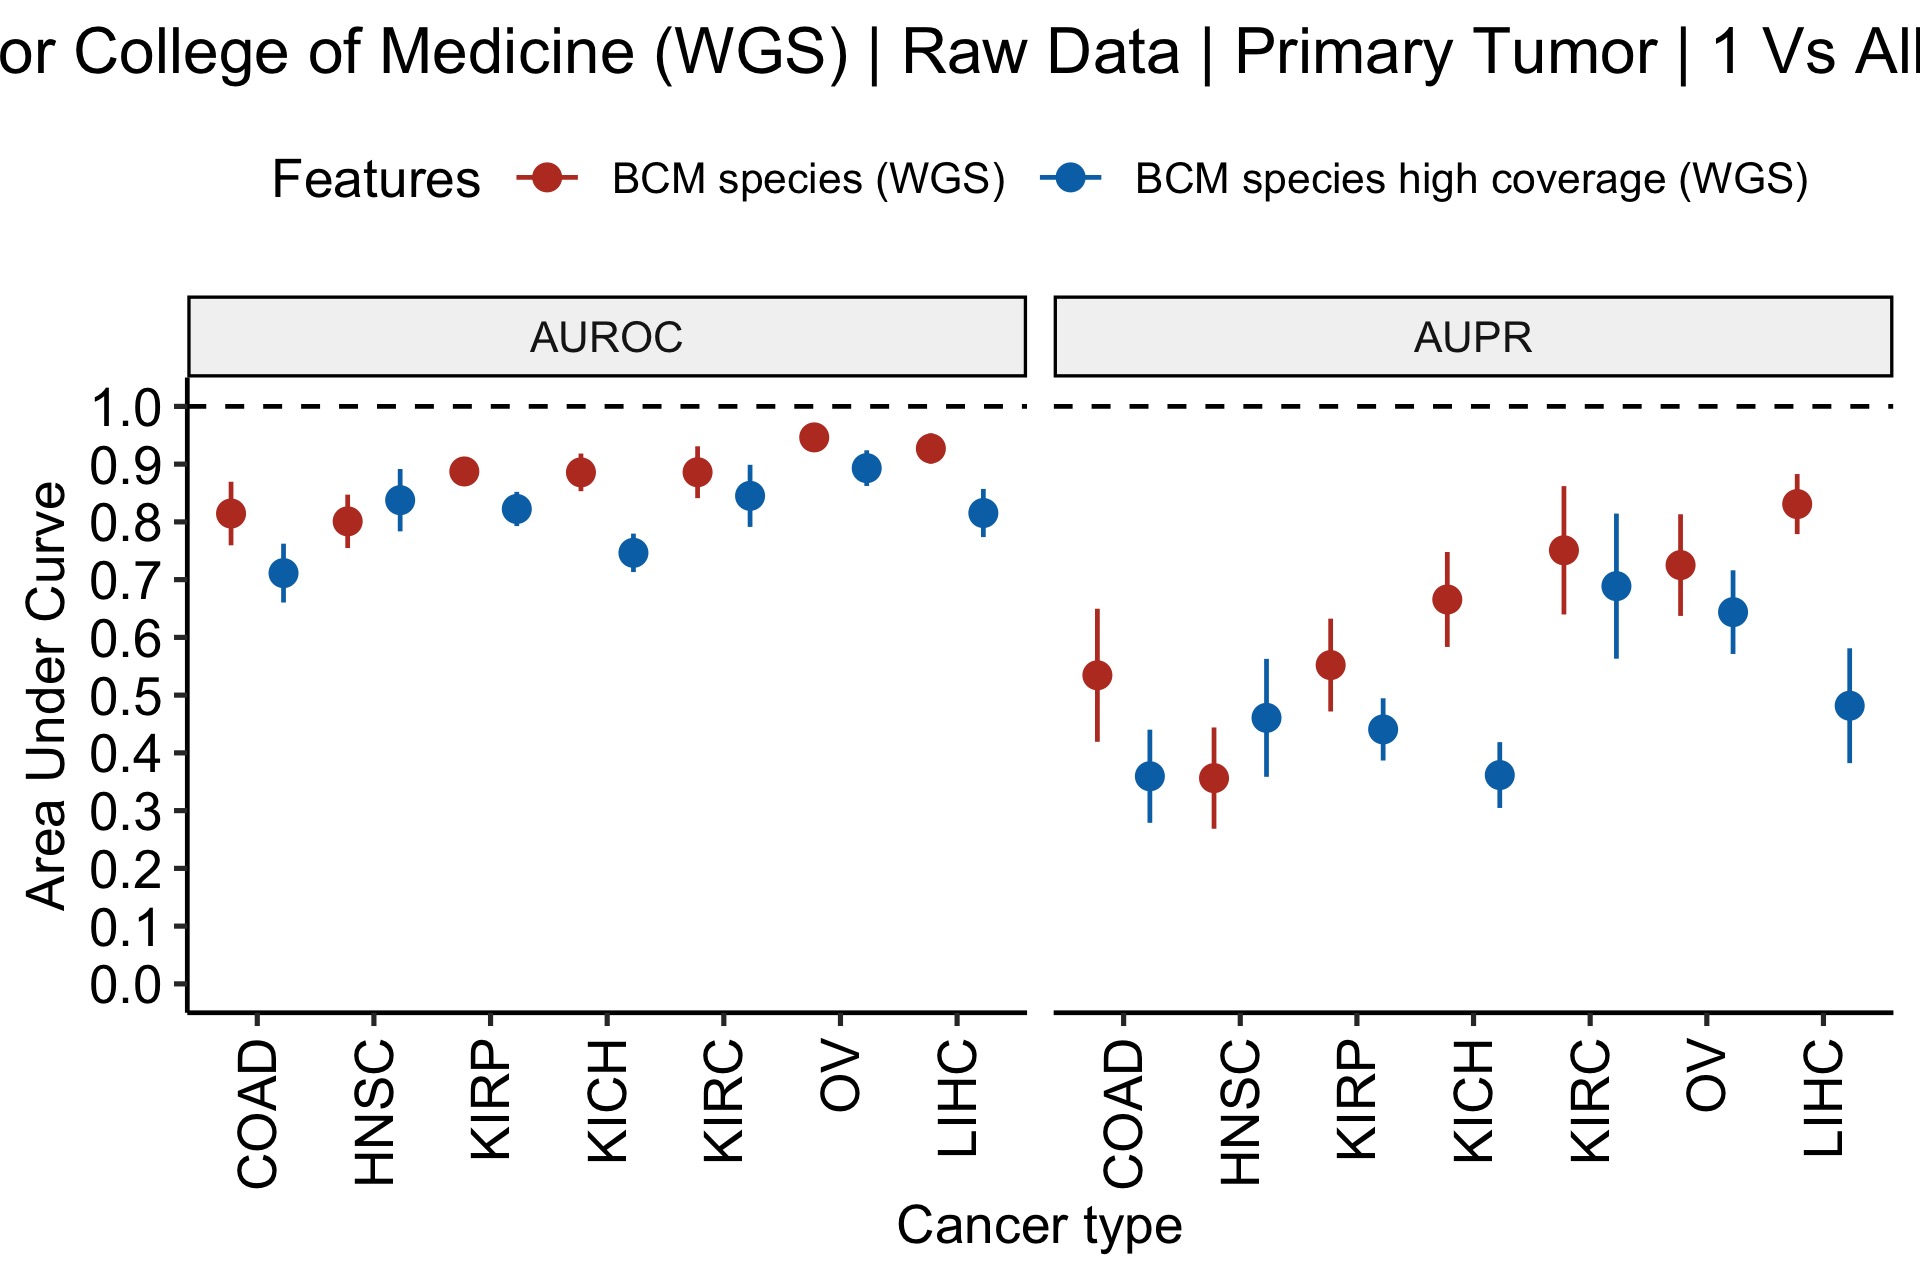 or College of Medicine (WGS) | Raw Data | Primary Tumor | 1 Vs All
Features BCM species (WGS) BCM species high coverage (WGS)
AUROC AUPR
Area Under Curve
1.0
0.9
0.8
0.7
0.6
0.5
0.4
0.3
0.2
0.1
0.0
COAD HNSC KIRP KICH KIRC OV LIHC COAD HNSC KIRP KICH KIRC OV LIHC
Cancer type